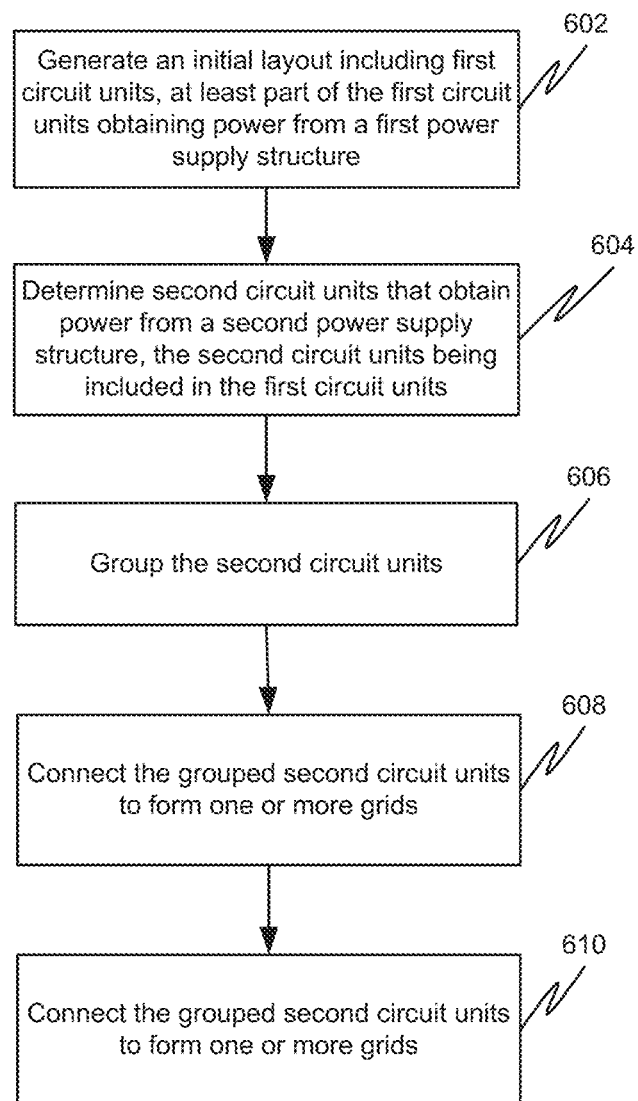 602
Generate an initial layout including first
circuit units, at least part of the first circuit
units obtaining power from a first power
supply structure
604
Determine second circuit units that obtain
power from a second power supply
structure, the second circuit units being
included in the first circuit units
606
Group the second circuit units
608
Connect the grouped second circuit units
to form one or more grids
610
Connect the grouped second circuit units
to form one or more grids